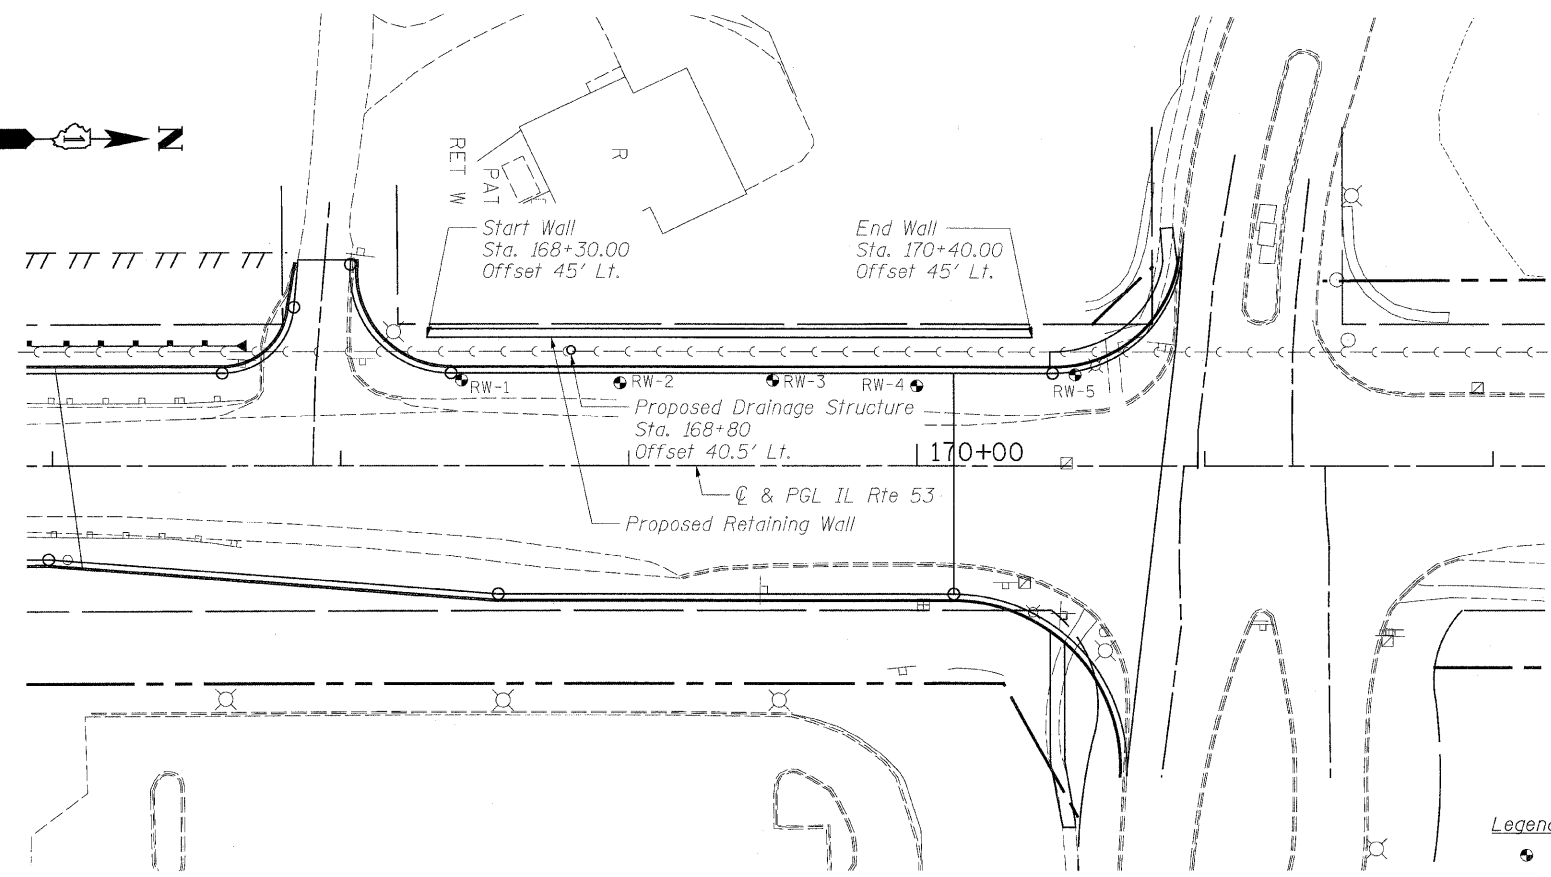 N
RET W
PAT
R
Start Wall
Sta. 168+30.00
Offset 45' Lt.
End Wall
Sta. 170+40.00
Offset 45' Lt.
RW-1
RW-2
RW-3
RW-4
RW-5
Proposed Drainage Structure
Sta. 168+80
Offset 40.5' Lt.
170+00
℄ & PGL IL Rte 53
Proposed Retaining Wall
Legend